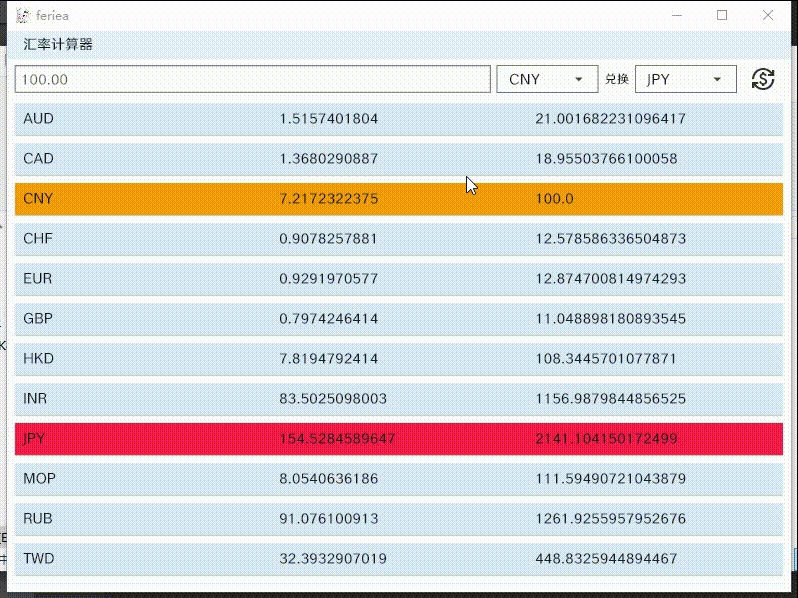 feriea
汇率计算器
100.00 CNY 兑换 JPY
AUD 1.5157401804 21.001682231096417
CAD 1.3680290887 18.95503766100058
CNY 7.2172322375 100.0
CHF 0.9078257881 12.578586336504873
EUR 0.9291970577 12.874700814974293
GBP 0.7974246414 11.048898180893545
HKD 7.8194792414 108.3445701077871
INR 83.5025098003 1156.9879844856525
JPY 154.5284589647 2141.104150172499
MOP 8.0540636186 111.59490721043879
RUB 91.076100913 1261.9255957952676
TWD 32.3932907019 448.8325944894467